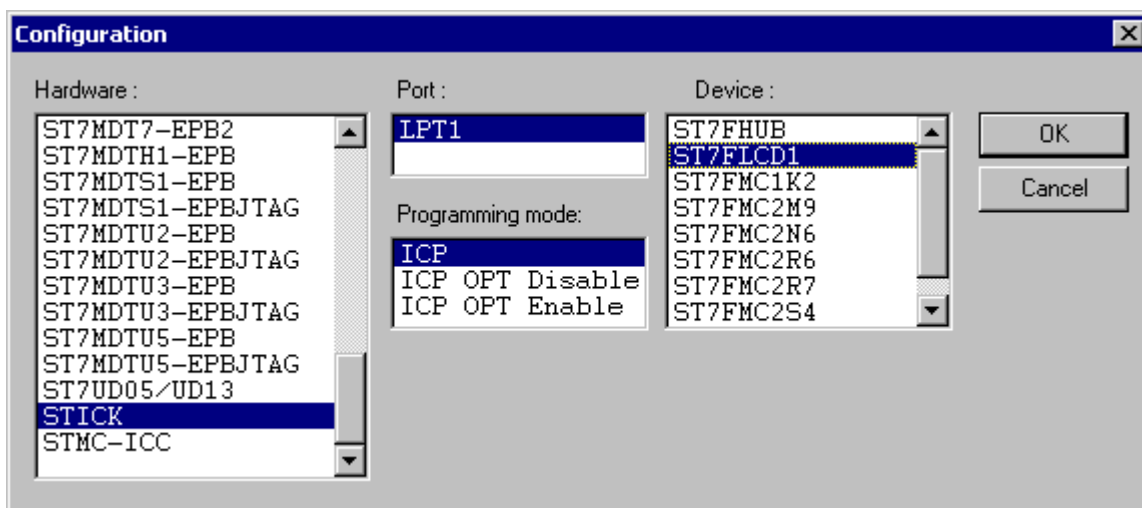 Configuration
Hardware :
ST7MDT7-EPB2
ST7MDTH1-EPB
ST7MDTS1-EPB
ST7MDTS1-EPBJTAG
ST7MDTU2-EPB
ST7MDTU2-EPBJTAG
ST7MDTU3-EPB
ST7MDTU3-EPBJTAG
ST7MDTU5-EPB
ST7MDTU5-EPBJTAG
ST7UD05/UD13
STICK
STMC-ICC
Port :
LPT1
Programming mode:
ICP
ICP OPT Disable
ICP OPT Enable
Device :
ST7FHUB
ST7FLCD1
ST7FMC1K2
ST7FMC2M9
ST7FMC2N6
ST7FMC2R6
ST7FMC2R7
ST7FMC2S4
OK
Cancel